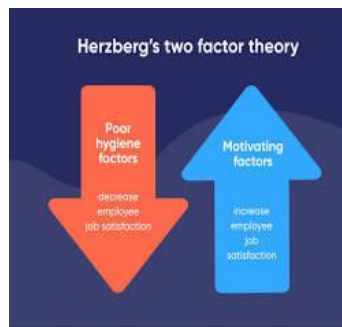 Herzberg's two factor theory
Poor
hygiene
factors
decrease
employee
job satisfaction
Motivating
factors
increase
employee
job
satisfaction